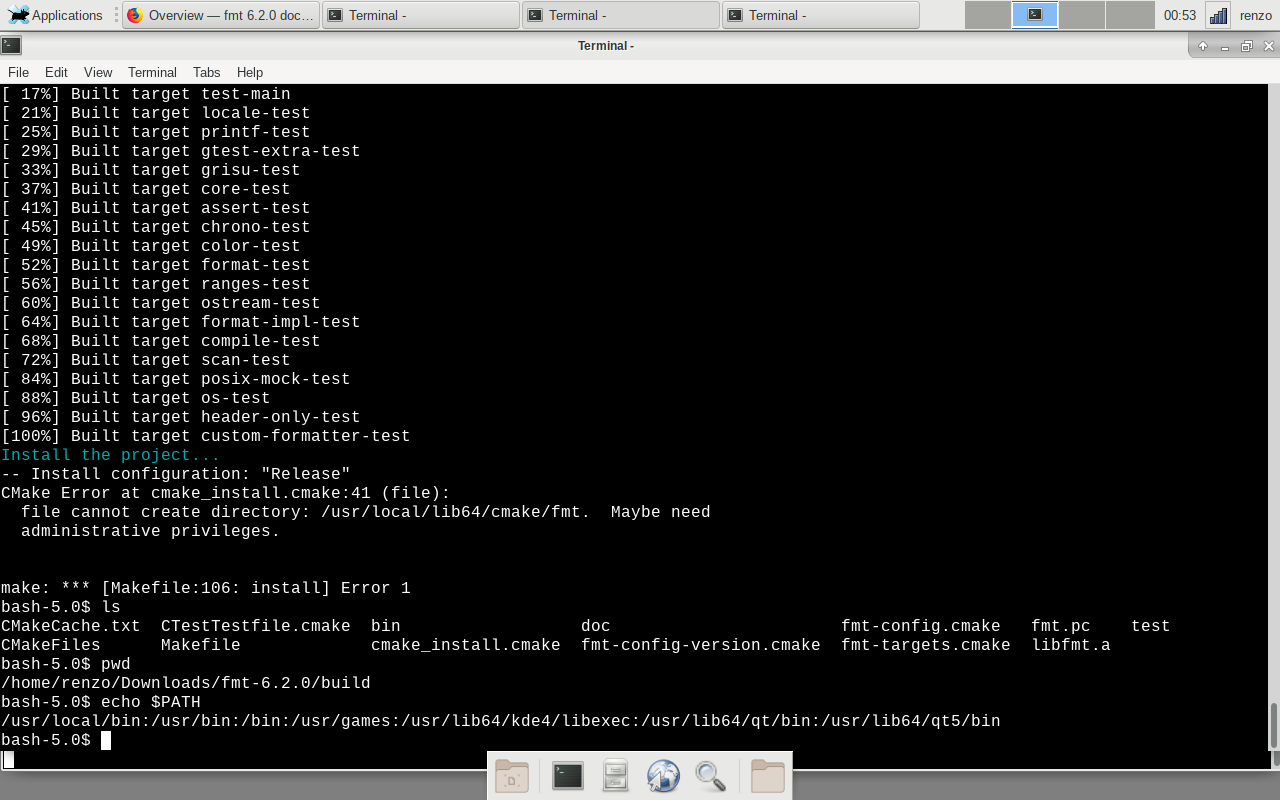 Applications
Overview — fmt 6.2.0 doc…
Terminal -
Terminal -
Terminal -
00:53
renzo
Terminal -
File Edit View Terminal Tabs Help
[ 17%] Built target test-main
[ 21%] Built target locale-test
[ 25%] Built target printf-test
[ 29%] Built target gtest-extra-test
[ 33%] Built target grisu-test
[ 37%] Built target core-test
[ 41%] Built target assert-test
[ 45%] Built target chrono-test
[ 49%] Built target color-test
[ 52%] Built target format-test
[ 56%] Built target ranges-test
[ 60%] Built target ostream-test
[ 64%] Built target format-impl-test
[ 68%] Built target compile-test
[ 72%] Built target scan-test
[ 84%] Built target posix-mock-test
[ 88%] Built target os-test
[ 96%] Built target header-only-test
[100%] Built target custom-formatter-test
Install the project...
-- Install configuration: "Release"
CMake Error at cmake_install.cmake:41 (file):
  file cannot create directory: /usr/local/lib64/cmake/fmt.  Maybe need
  administrative privileges.
make: *** [Makefile:106: install] Error 1
bash-5.0$ ls
CMakeCache.txt  CTestTestfile.cmake  bin                  doc                       fmt-config.cmake   fmt.pc    test
CMakeFiles      Makefile             cmake_install.cmake  fmt-config-version.cmake  fmt-targets.cmake  libfmt.a
bash-5.0$ pwd
/home/renzo/Downloads/fmt-6.2.0/build
bash-5.0$ echo $PATH
/usr/local/bin:/usr/bin:/bin:/usr/games:/usr/lib64/kde4/libexec:/usr/lib64/qt/bin:/usr/lib64/qt5/bin
bash-5.0$